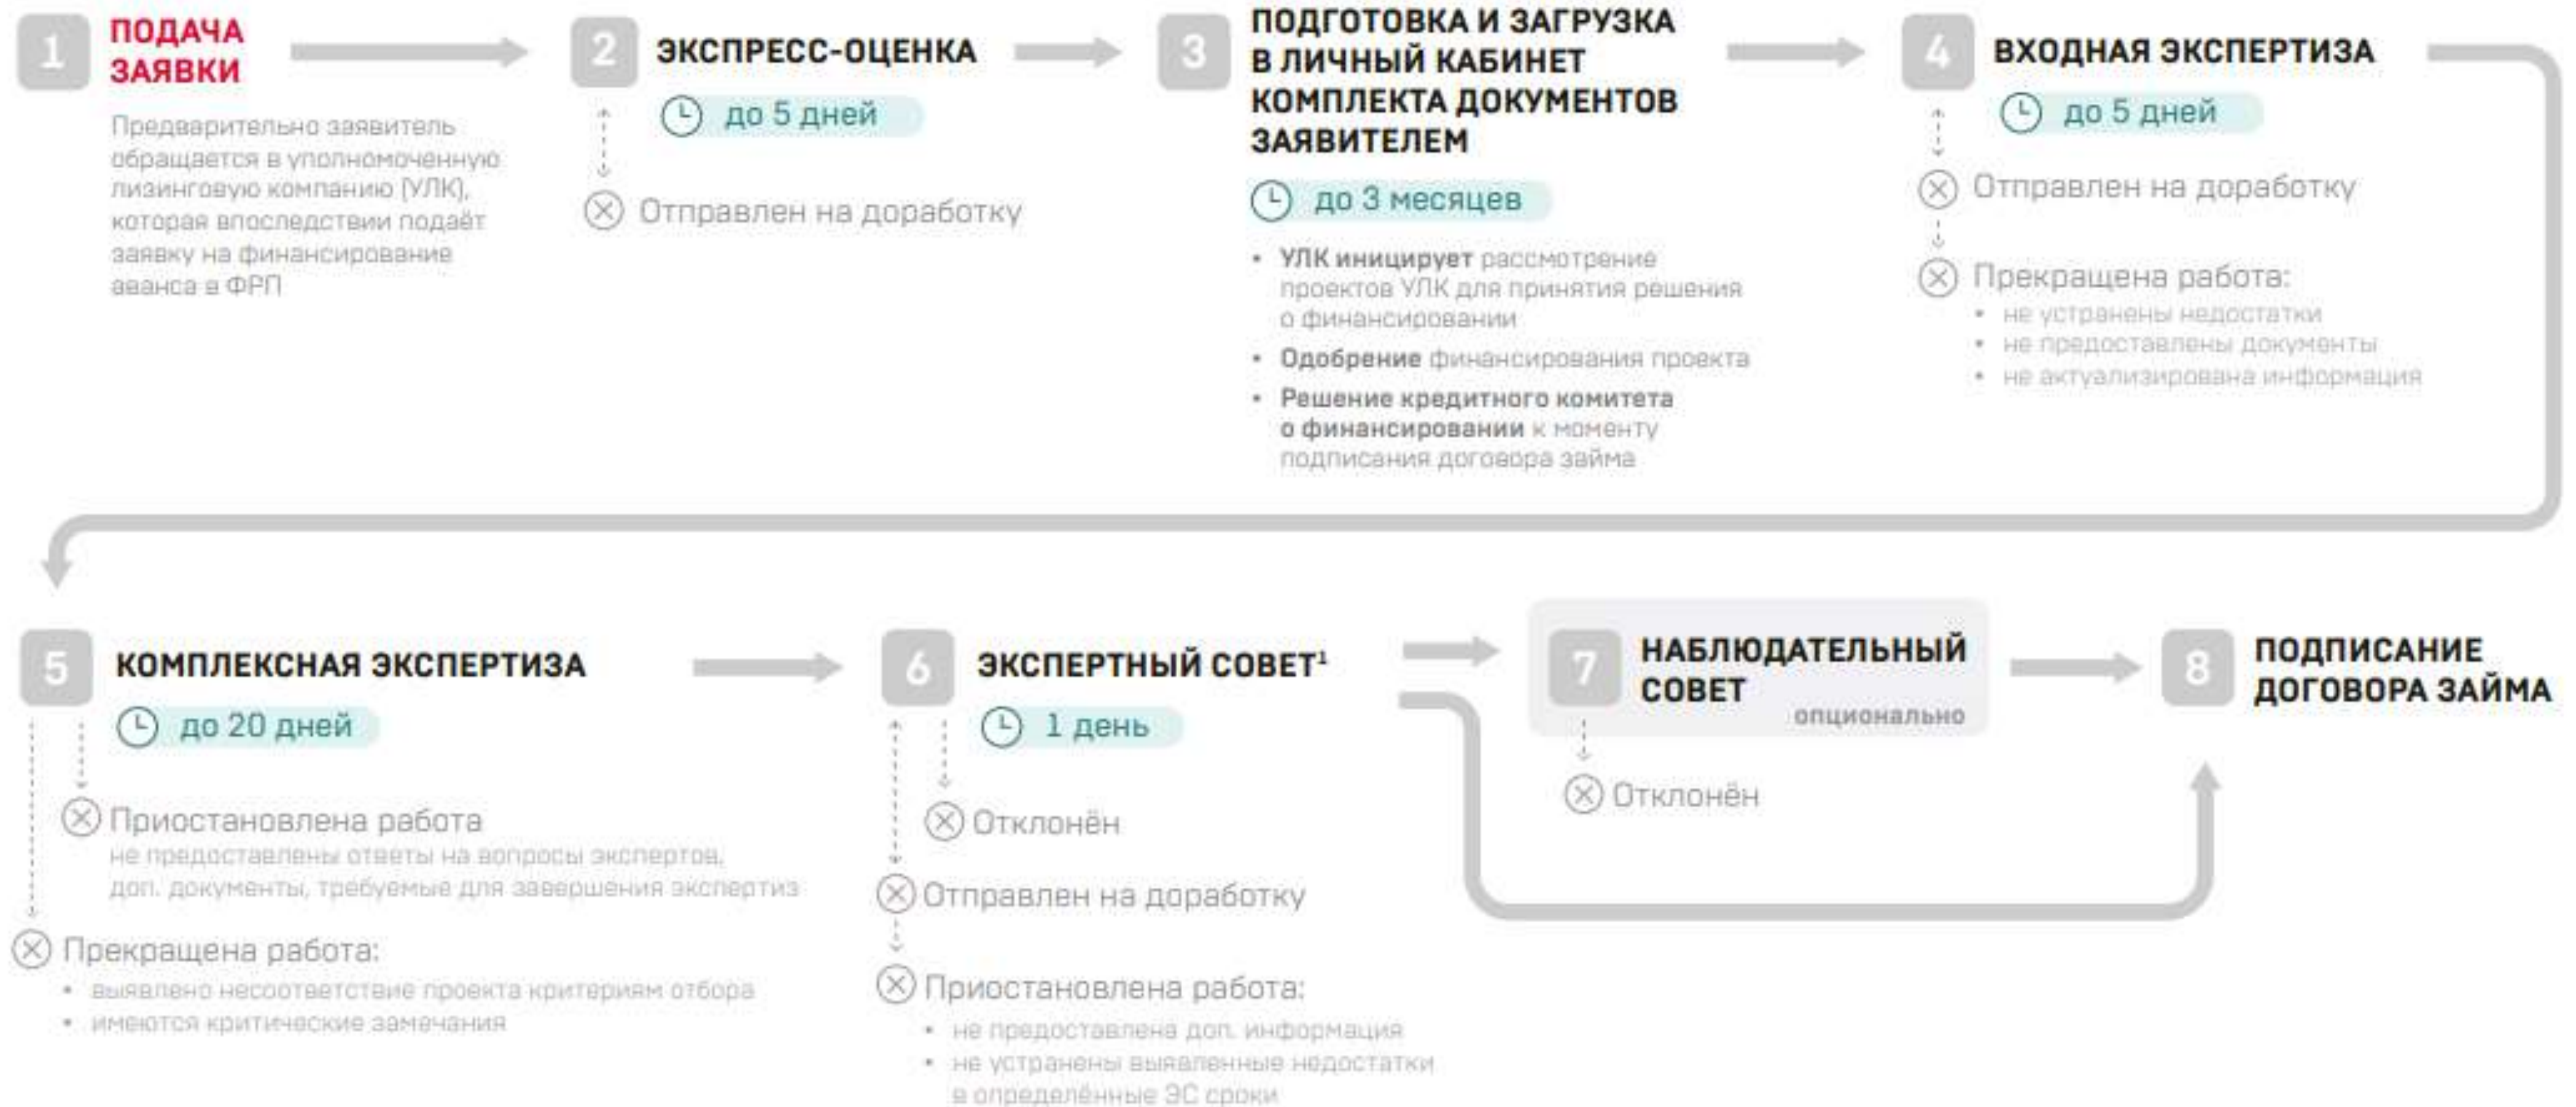 1
ПОДАЧА
ЗАЯВКИ
Предварительно заявитель
обращается в уполномоченную
лизинговую компанию (УЛК),
которая впоследствии подаёт
заявку на финансирование
аванса в ФРП
2
ЭКСПРЕСС-ОЦЕНКА
до 5 дней
Отправлен на доработку
3
ПОДГОТОВКА И ЗАГРУЗКА
В ЛИЧНЫЙ КАБИНЕТ
КОМПЛЕКТА ДОКУМЕНТОВ
ЗАЯВИТЕЛЕМ
до 3 месяцев
• УЛК иницирует рассмотрение
проектов УЛК для принятия решения
о финансировании
• Одобрение финансирования проекта
• Решение кредитного комитета
о финансировании к моменту
подписания договора займа
4
ВХОДНАЯ ЭКСПЕРТИЗА
до 5 дней
Отправлен на доработку
Прекращена работа:
• не устранены недостатки
• не предоставлены документы
• не актуализирована информация
5
КОМПЛЕКСНАЯ ЭКСПЕРТИЗА
до 20 дней
Приостановлена работа
не предоставлены ответы на вопросы экспертов,
доп. документы, требуемые для завершения экспертиз
Прекращена работа:
• выявлено несоответствие проекта критериям отбора
• имеются критические замечания
6
ЭКСПЕРТНЫЙ СОВЕТ¹
1 день
Отклонён
Отправлен на доработку
Приостановлена работа:
• не предоставлена доп. информация
• не устранены выявленные недостатки
в определённые ЭС сроки
7
НАБЛЮДАТЕЛЬНЫЙ
СОВЕТ
опционально
Отклонён
8
ПОДПИСАНИЕ
ДОГОВОРА ЗАЙМА